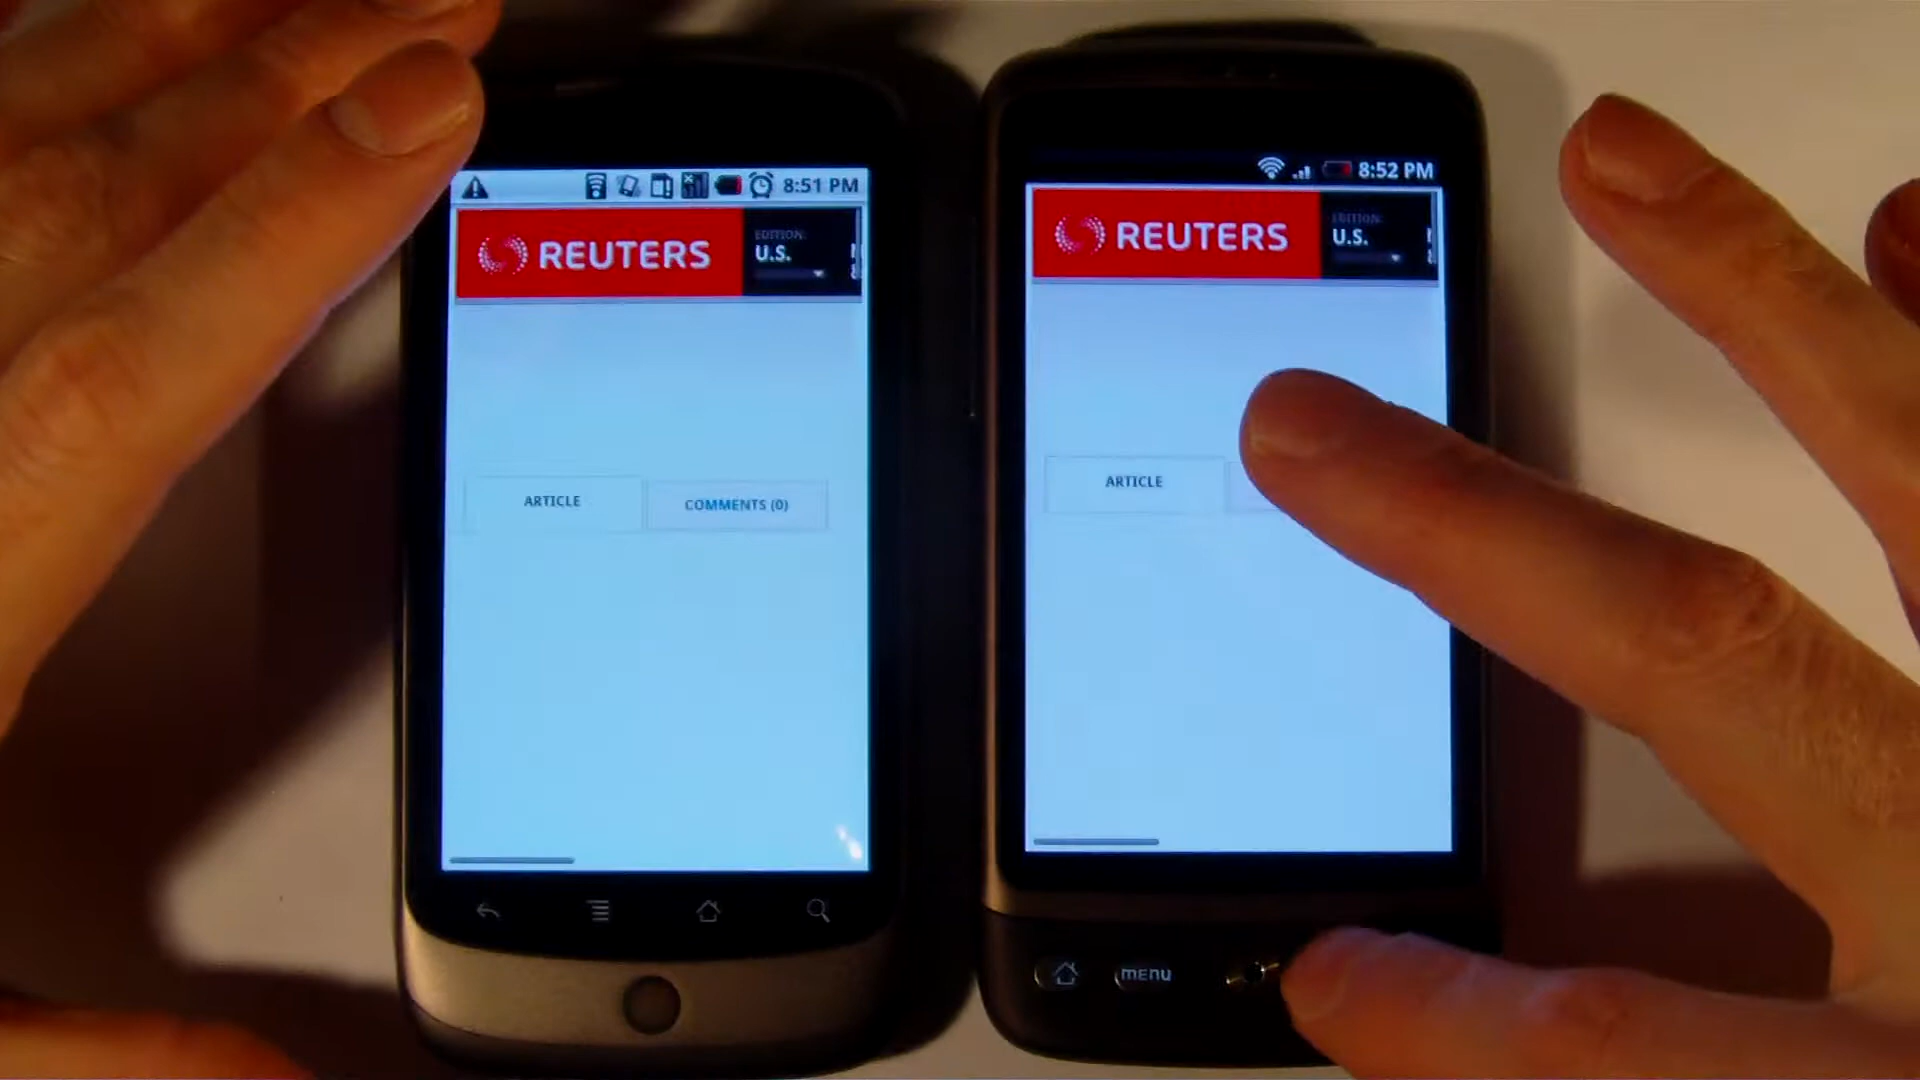 8:51 PM
REUTERS
EDITION:
U.S.
ARTICLE
COMMENTS (0)
8:52 PM
REUTERS
EDITION:
U.S.
ARTICLE
menu